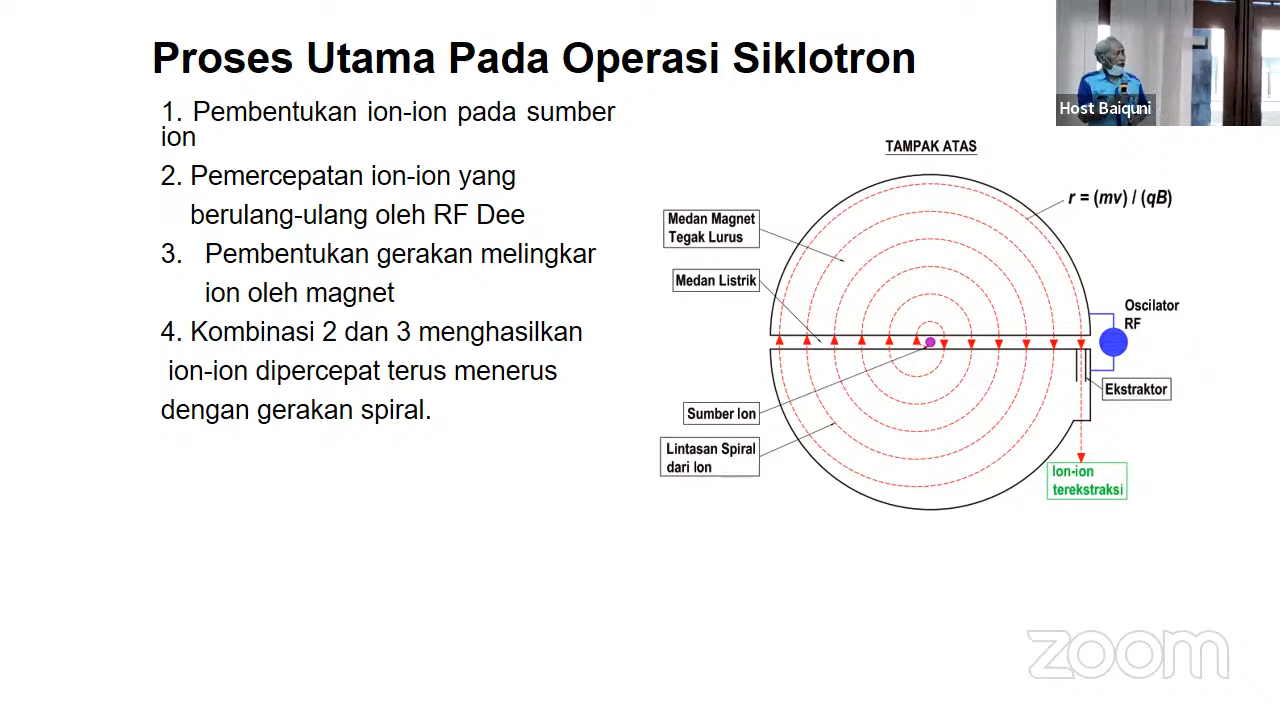 Proses Utama Pada Operasi Siklotron
1. Pembentukan ion-ion pada sumber
ion
2. Pemercepatan ion-ion yang
berulang-ulang oleh RF Dee
3. Pembentukan gerakan melingkar
ion oleh magnet
4. Kombinasi 2 dan 3 menghasilkan
ion-ion dipercepat terus menerus
dengan gerakan spiral.
Host Baiquni
TAMPAK ATAS
r = (mv) / (qB)
Medan Magnet
Tegak Lurus
Medan Listrik
Oscilator
RF
Ekstraktor
Sumber Ion
Lintasan Spiral
dari Ion
Ion-ion
terekstraksi
zoom